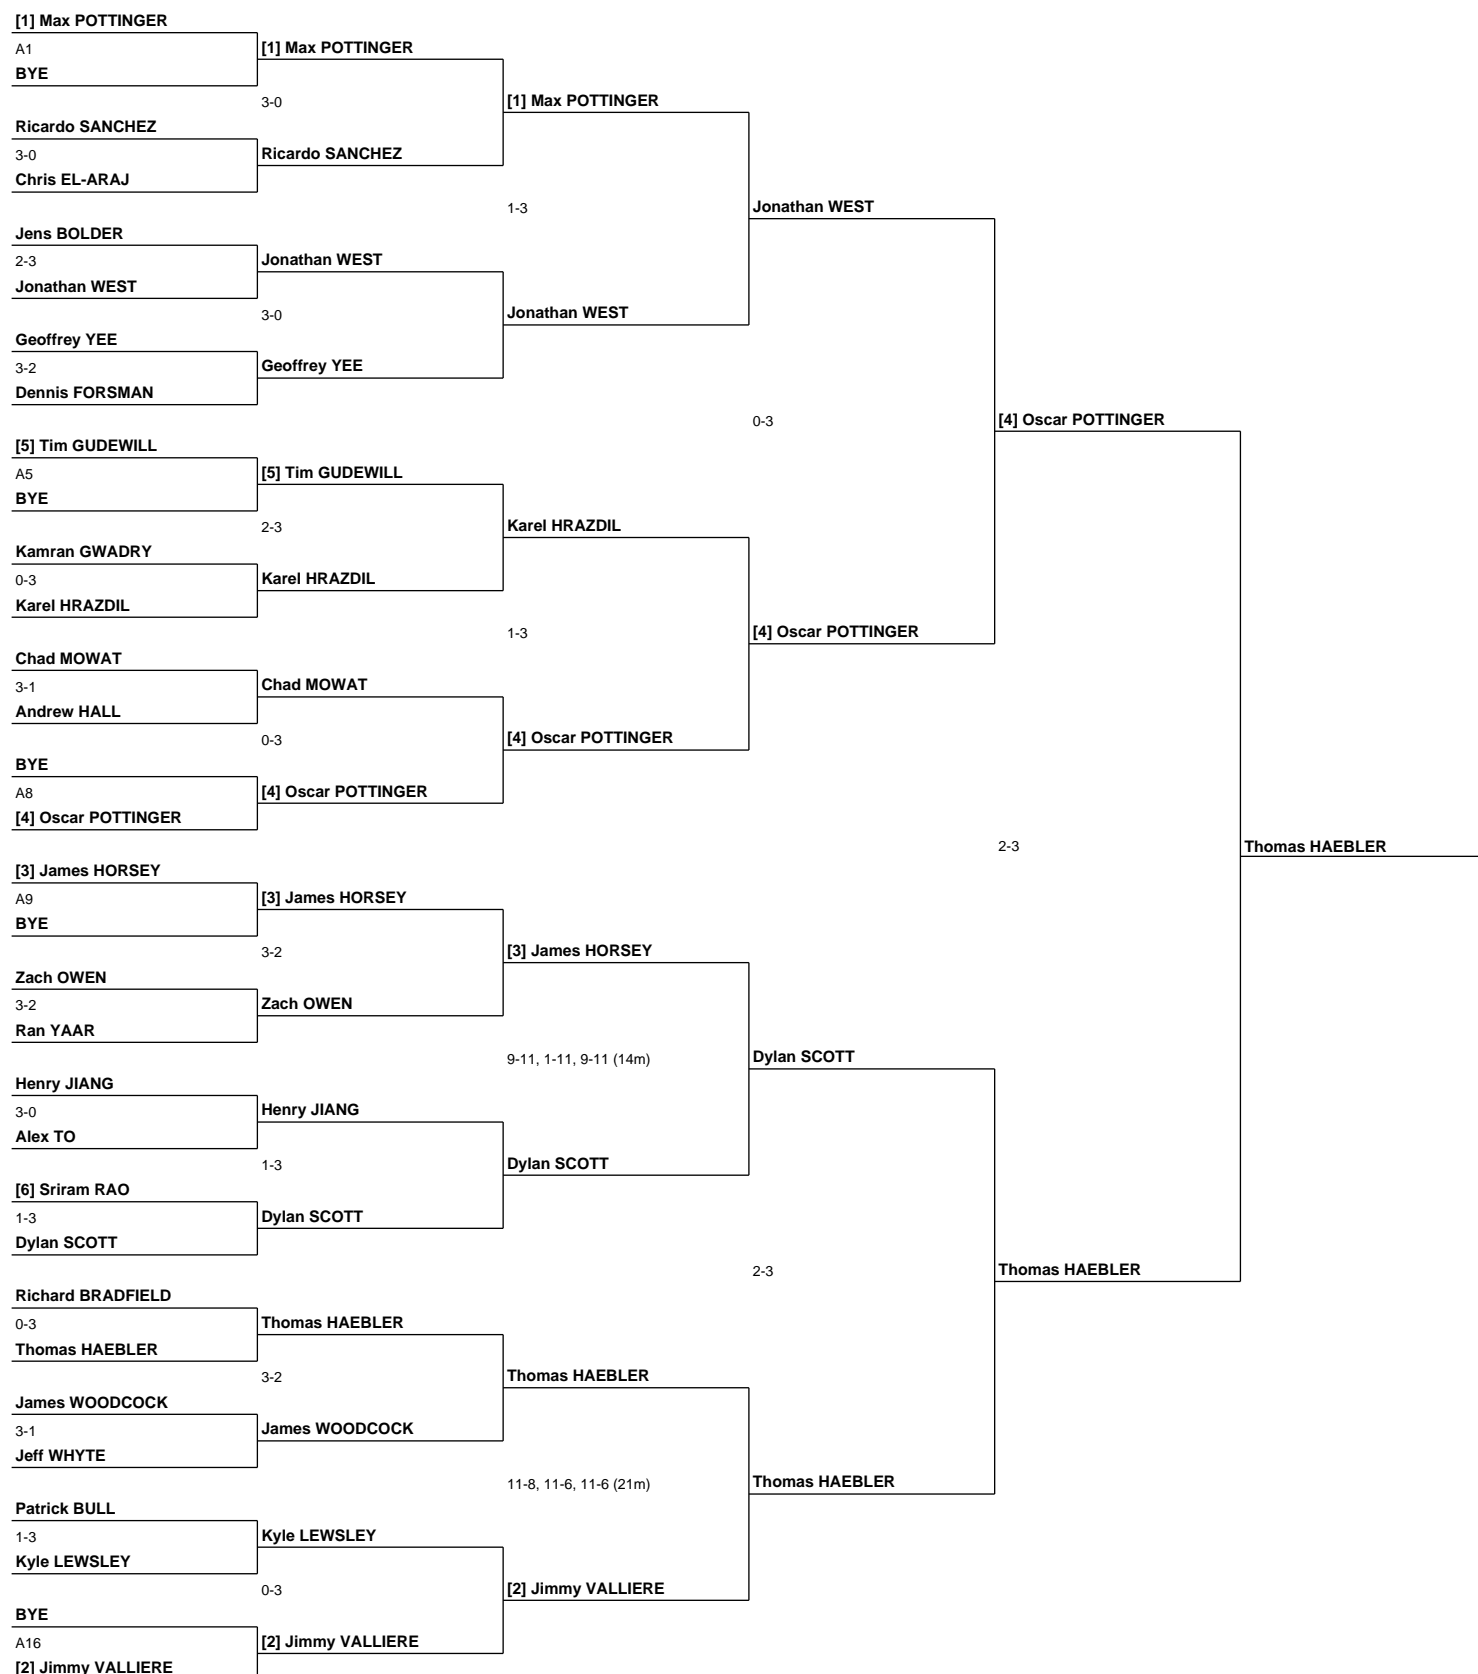 [1] Max POTTINGER
A1
[1] Max POTTINGER
BYE
3-0
[1] Max POTTINGER
Ricardo SANCHEZ
3-0
Ricardo SANCHEZ
Chris EL-ARAJ
1-3
Jonathan WEST
Jens BOLDER
2-3
Jonathan WEST
Jonathan WEST
3-0
Jonathan WEST
Geoffrey YEE
3-2
Geoffrey YEE
Dennis FORSMAN
0-3
[4] Oscar POTTINGER
[5] Tim GUDEWILL
A5
[5] Tim GUDEWILL
BYE
2-3
Karel HRAZDIL
Kamran GWADRY
0-3
Karel HRAZDIL
Karel HRAZDIL
1-3
[4] Oscar POTTINGER
Chad MOWAT
3-1
Chad MOWAT
Andrew HALL
0-3
[4] Oscar POTTINGER
BYE
A8
[4] Oscar POTTINGER
[4] Oscar POTTINGER
2-3
Thomas HAEBLER
[3] James HORSEY
A9
[3] James HORSEY
BYE
3-2
[3] James HORSEY
Zach OWEN
3-2
Zach OWEN
Ran YAAR
9-11, 1-11, 9-11 (14m)
Dylan SCOTT
Henry JIANG
3-0
Henry JIANG
Alex TO
1-3
Dylan SCOTT
[6] Sriram RAO
1-3
Dylan SCOTT
Dylan SCOTT
2-3
Thomas HAEBLER
Richard BRADFIELD
0-3
Thomas HAEBLER
Thomas HAEBLER
3-2
Thomas HAEBLER
James WOODCOCK
3-1
James WOODCOCK
Jeff WHYTE
11-8, 11-6, 11-6 (21m)
Thomas HAEBLER
Patrick BULL
1-3
Kyle LEWSLEY
Kyle LEWSLEY
0-3
[2] Jimmy VALLIERE
BYE
A16
[2] Jimmy VALLIERE
[2] Jimmy VALLIERE